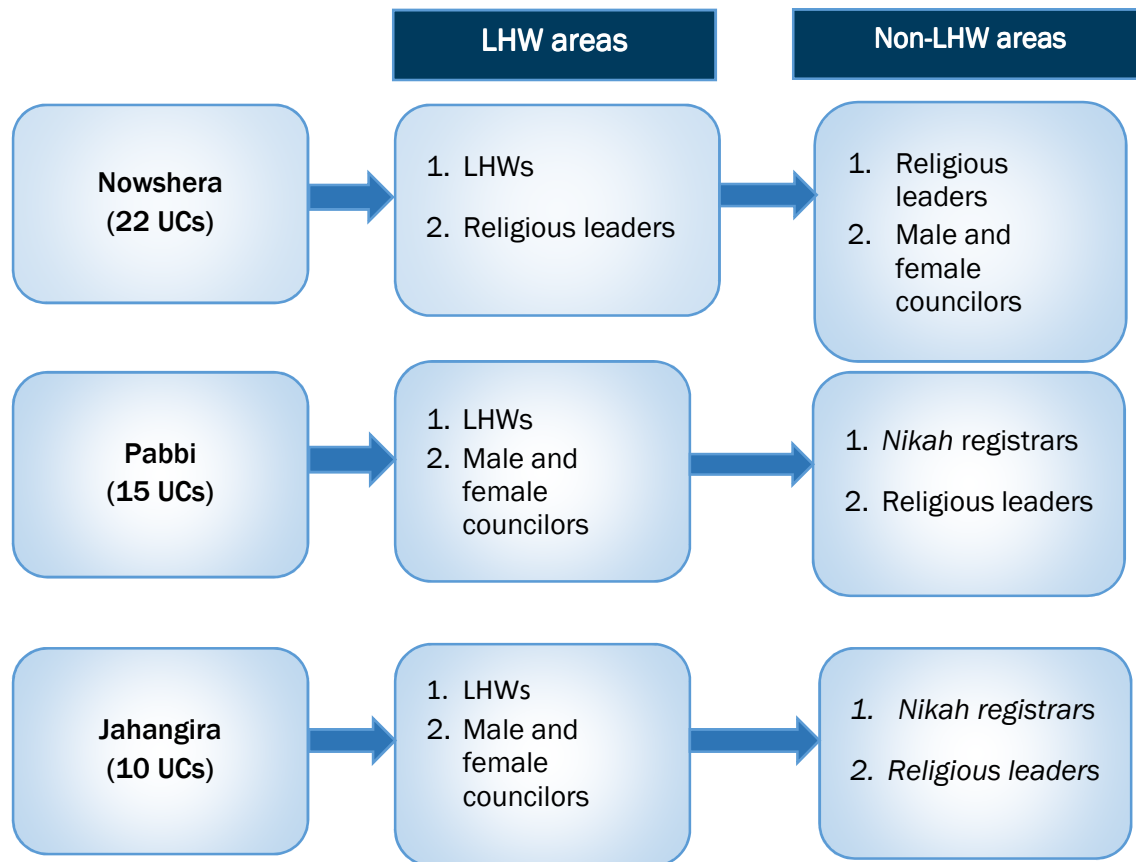 LHW areas
Non-LHW areas
Nowshera
(22 UCs)
1. LHWs
2. Religious leaders
1. Religious
leaders
2. Male and
female
councilors
Pabbi
(15 UCs)
1. LHWs
2. Male and
female
councilors
1. Nikah registrars
2. Religious leaders
Jahangira
(10 UCs)
1. LHWs
2. Male and
female
councilors
1. Nikah registrars
2. Religious leaders